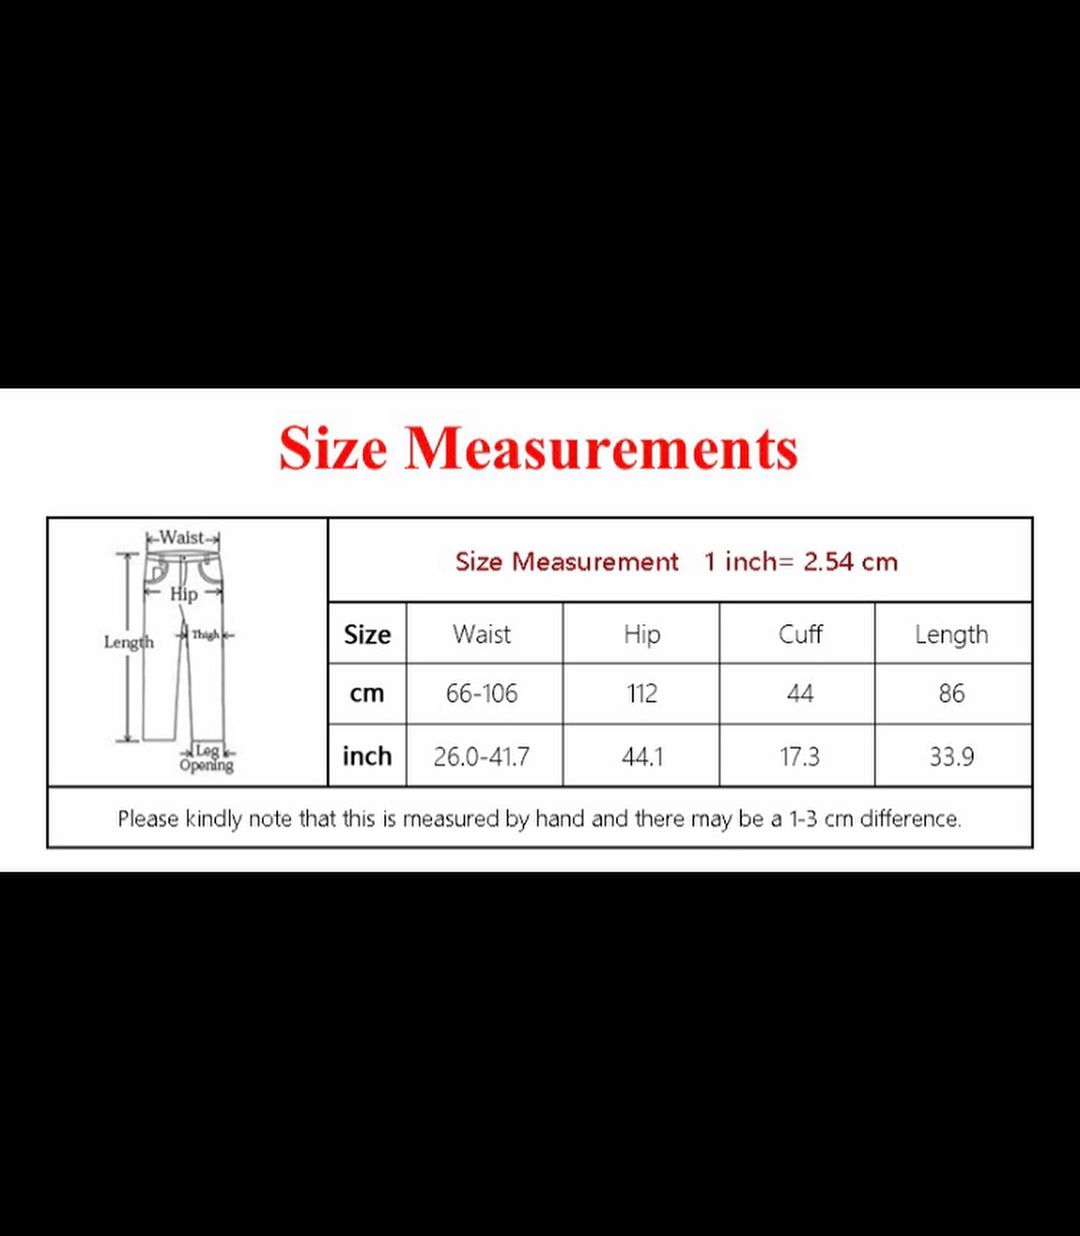 Size Measurements
Waist
Hip
Length
Thigh
Leg
Opening
Size Measurement 1 inch= 2.54 cm
Size Waist Hip Cuff Length
cm 66-106 112 44 86
inch 26.0-41.7 44.1 17.3 33.9
Please kindly note that this is measured by hand and there may be a 1-3 cm difference.